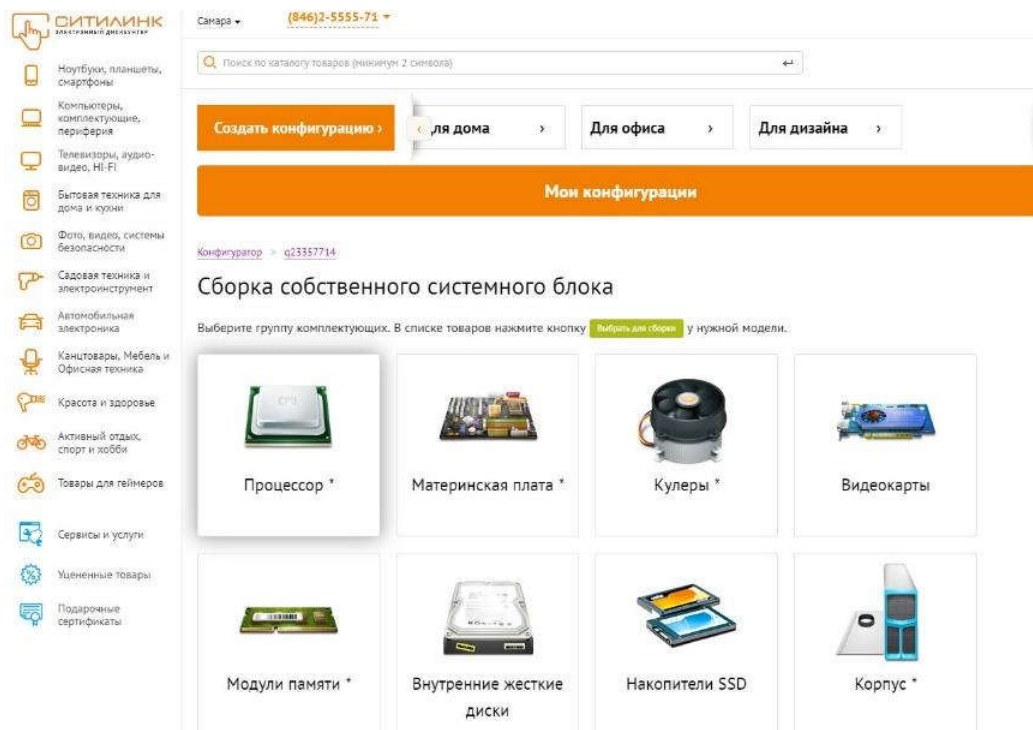 СИТИЛИНК
ЭЛЕКТРОННЫЙ ДИСКАУНТЕР
Самара
(846)2-5555-71
Поиск по каталогу товаров (минимум 2 символа)
Ноутбуки, планшеты,
смартфоны
Компьютеры,
комплектующие,
периферия
Телевизоры, аудио-
видео, HI-FI
Бытовая техника для
дома и кухни
Фото, видео, системы
безопасности
Садовая техника и
электроинструмент
Автомобильная
электроника
Канцтовары, Мебель и
Офисная техника
Красота и здоровье
Активный отдых,
спорт и хобби
Товары для геймеров
Сервисы и услуги
Уцененные товары
Подарочные
сертификаты
Создать конфигурацию ›
‹ ля дома ›
Для офиса ›
Для дизайна ›
Мои конфигурации
Конфигуратор > q23357714
Сборка собственного системного блока
Выберите группу комплектующих. В списке товаров нажмите кнопку Выбрать для сборки у нужной модели.
CPU
Процессор *
Материнская плата *
Кулеры *
Видеокарты
Модули памяти *
Внутренние жесткие
диски
Накопители SSD
Корпус *